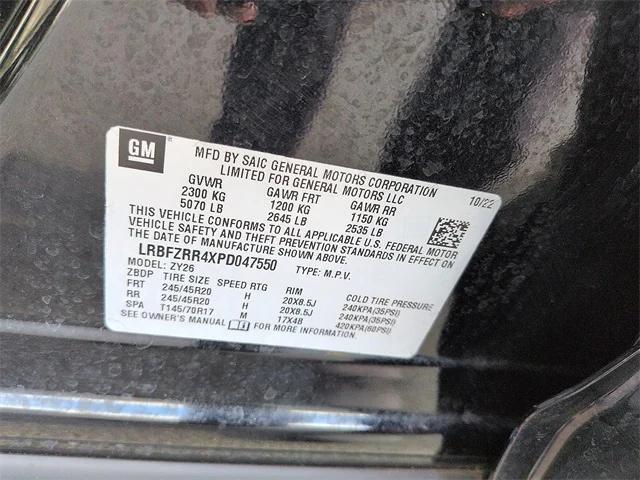 GM
MFD BY SAIC GENERAL MOTORS CORPORATION
LIMITED FOR GENERAL MOTORS LLC
10/22
GVWR GAWR FRT GAWR RR
2300 KG 1200 KG 1150 KG
5070 LB 2645 LB 2535 LB
THIS VEHICLE CONFORMS TO ALL APPLICABLE U.S. FEDERAL MOTOR
VEHICLE SAFETY AND THEFT PREVENTION STANDARDS IN EFFECT ON
THE DATE OF MANUFACTURE SHOWN ABOVE.
LRBFZRR4XPD047550 TYPE: M.P.V.
MODEL: ZY26
ZBDP TIRE SIZE SPEED RTG RIM COLD TIRE PRESSURE
FRT 245/45R20 H 20X8.5J 240KPA(35PSI)
RR 245/45R20 H 20X8.5J 240KPA(35PSI)
SPA T145/70R17 M 17X4B 420KPA(60PSI)
SEE OWNER'S MANUAL FOR MORE INFORMATION.